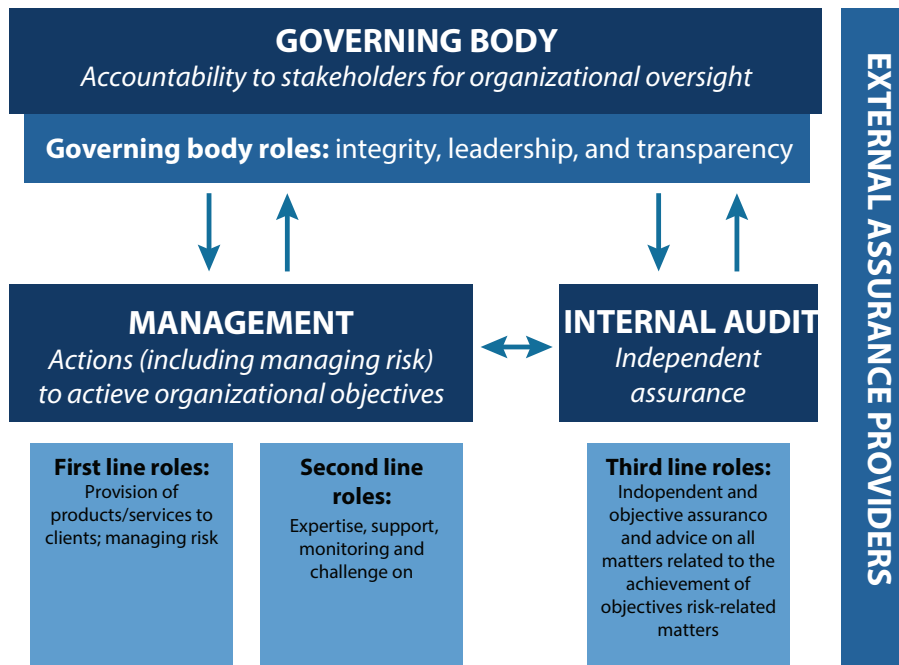 GOVERNING BODY
Accountability to stakeholders for organizational oversight
Governing body roles: integrity, leadership, and transparency
MANAGEMENT
Actions (including managing risk)
to actieve organizational objectives
INTERNAL AUDIT
Independent
assurance
First line roles:
Provision of
products/services to
clients; managing risk
Second line
roles:
Expertise, support,
monitoring and
challenge on
Third line roles:
Indopendent and
objective assuranco
and advice on all
matters related to the
achievement of
objectives risk-related
matters
EXTERNAL ASSURANCE PROVIDERS